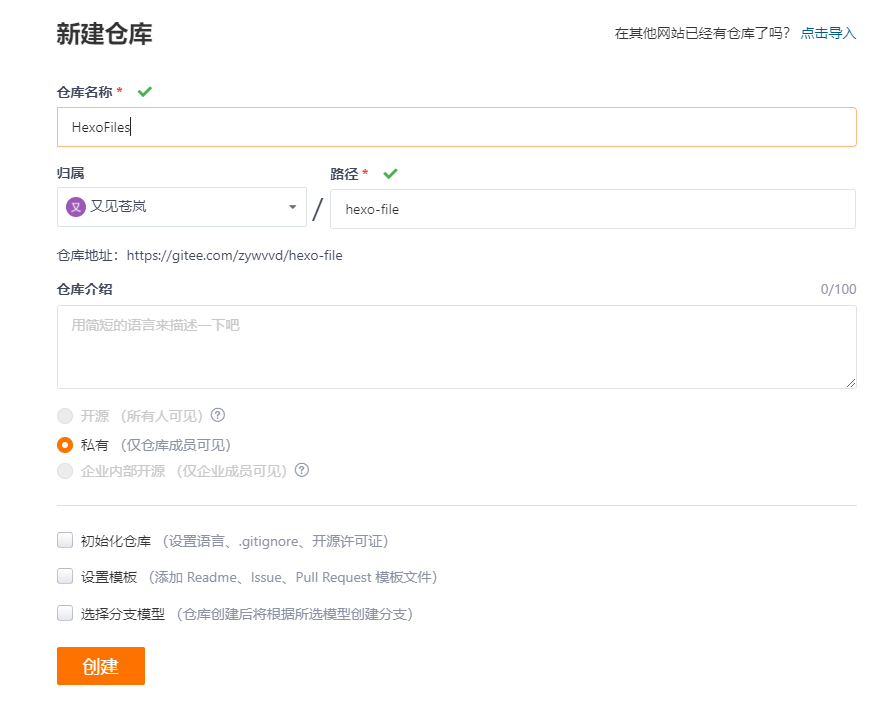 新建仓库
在其他网站已经有仓库了吗? 点击导入
仓库名称 *
HexoFiles
归属
路径 *
又 又见苍岚
/
hexo-file
仓库地址：https://gitee.com/zywvvd/hexo-file
仓库介绍
0/100
用简短的语言来描述一下吧
开源 （所有人可见） ?
私有 （仅仓库成员可见）
企业内部开源 （仅企业成员可见） ?
初始化仓库 （设置语言、.gitignore、开源许可证）
设置模板 （添加 Readme、Issue、Pull Request 模板文件）
选择分支模型 （仓库创建后将根据所选模型创建分支）
创建